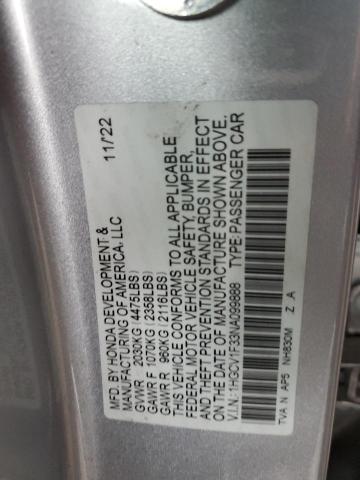 MFD. BY HONDA DEVELOPMENT & 11/22
MANUFACTURING OF AMERICA, LLC
GVWR 2030KG (4475LBS)
GAWR F 1070KG (2358LBS)
GAWR R 960KG (2116LBS)
THIS VEHICLE CONFORMS TO ALL APPLICABLE
FEDERAL MOTOR VEHICLE SAFETY, BUMPER,
AND THEFT PREVENTION STANDARDS IN EFFECT
ON THE DATE OF MANUFACTURE SHOWN ABOVE.
V.I.N.: 1HGCV1F33NA099888 TYPE:PASSENGER CAR
TVA N AP5 NH830M Z A